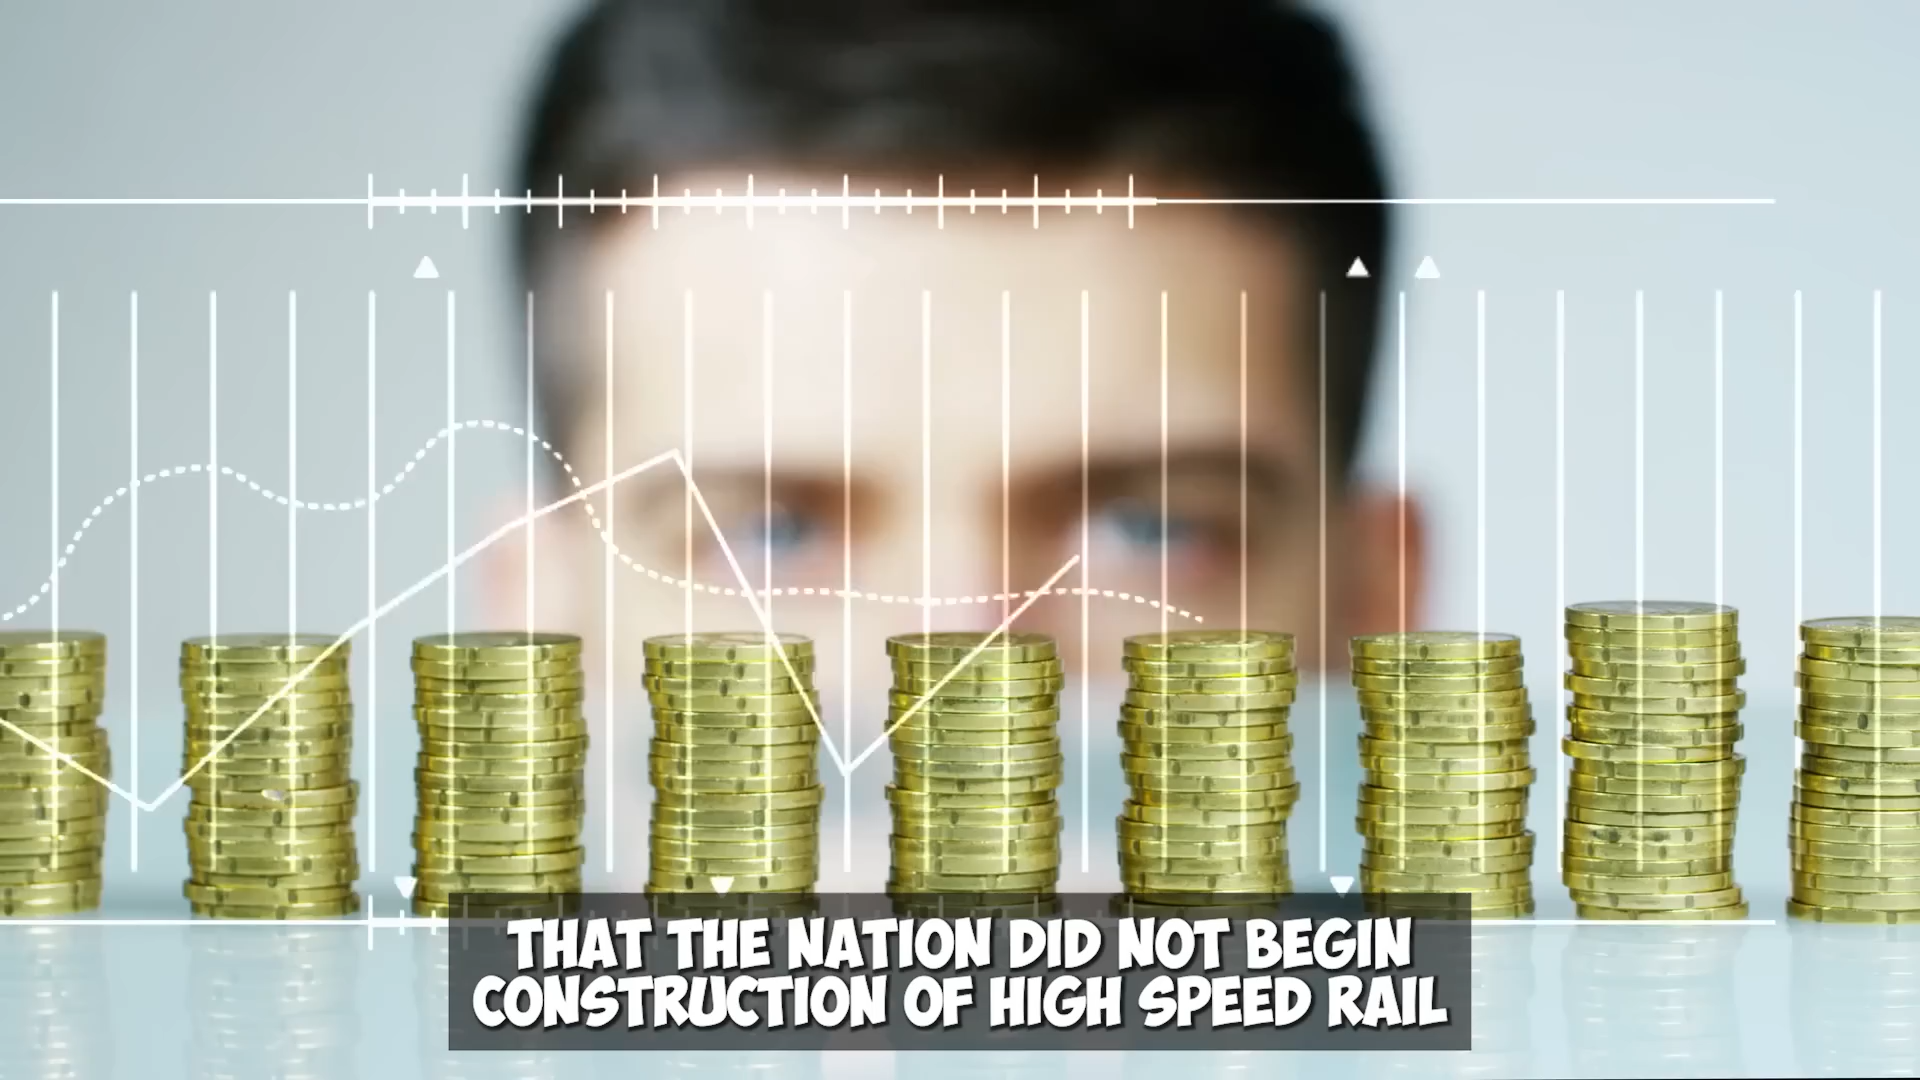 THAT THE NATION DID NOT BEGIN
CONSTRUCTION OF HIGH SPEED RAIL